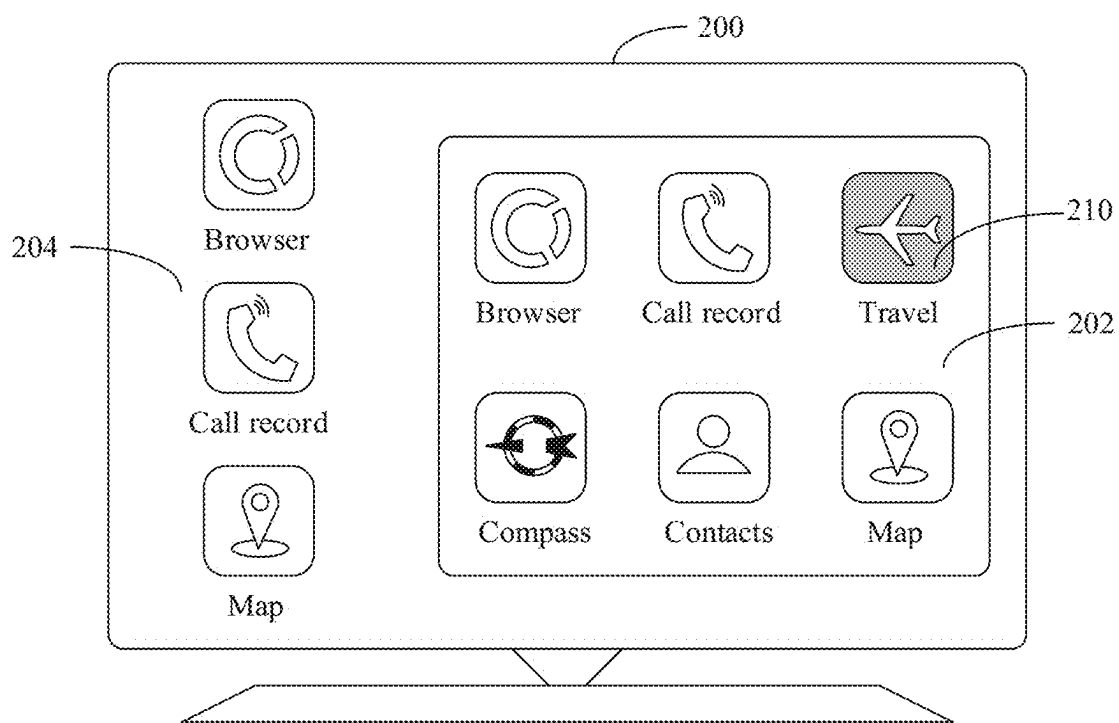 200
Browser
204
Call record
Map
Browser Call record Travel
210
202
Compass Contacts Map